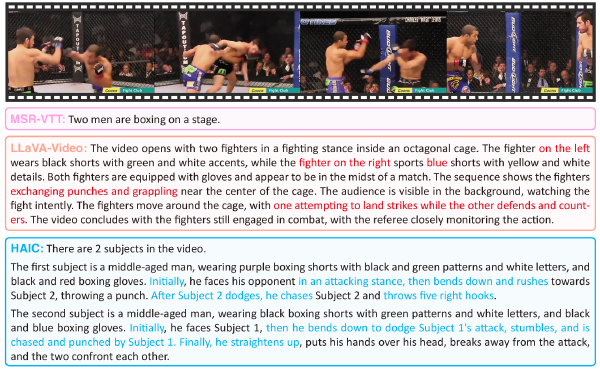 TAPOUT
Conns Fight Club
Conns Fight Club
Conns Fight Club
MSR-VTT: Two men are boxing on a stage.
LLaVA-Video: The video opens with two fighters in a fighting stance inside an octagonal cage. The fighter on the left
wears black shorts with green and white accents, while the fighter on the right sports blue shorts with yellow and white
details. Both fighters are equipped with gloves and appear to be in the midst of a match. The sequence shows the fighters
exchanging punches and grappling near the center of the cage. The audience is visible in the background, watching the
fight intently. The fighters move around the cage, with one attempting to land strikes while the other defends and count-
ers. The video concludes with the fighters still engaged in combat, with the referee closely monitoring the action.
HAIC: There are 2 subjects in the video.
The first subject is a middle-aged man, wearing purple boxing shorts with black and green patterns and white letters, and
black and red boxing gloves. Initially, he faces his opponent in an attacking stance, then bends down and rushes towards
Subject 2, throwing a punch. After Subject 2 dodges, he chases Subject 2 and throws five right hooks.
The second subject is a middle-aged man, wearing black boxing shorts with green patterns and white letters, and black
and blue boxing gloves. Initially, he faces Subject 1, then he bends down to dodge Subject 1's attack, stumbles, and is
chased and punched by Subject 1. Finally, he straightens up, puts his hands over his head, breaks away from the attack,
and the two confront each other.